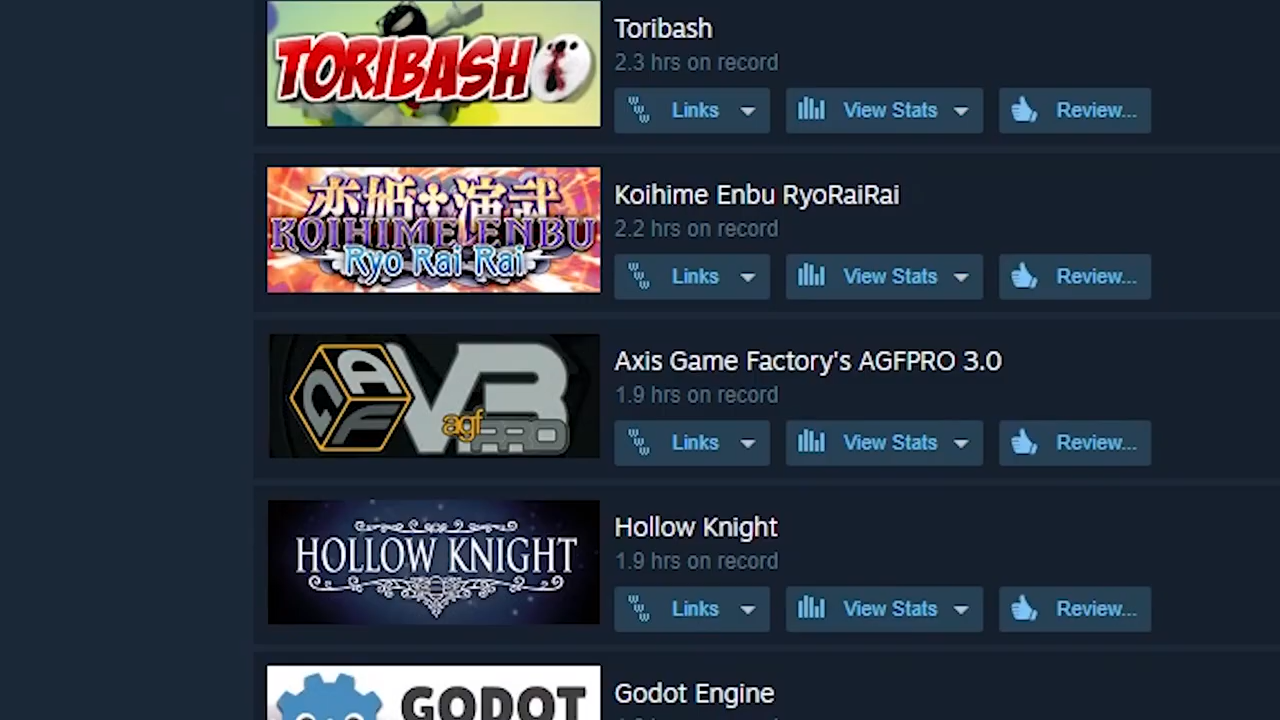 TORIBASH
Toribash
2.3 hrs on record
Links
View Stats
Review...
恋姫†演武
KOIHIME ENBU
Ryo Rai Rai
Koihime Enbu RyoRaiRai
2.2 hrs on record
Links
View Stats
Review...
AGF V3
agf PRO
Axis Game Factory's AGFPRO 3.0
1.9 hrs on record
Links
View Stats
Review...
HOLLOW KNIGHT
Hollow Knight
1.9 hrs on record
Links
View Stats
Review...
GODOT
Godot Engine